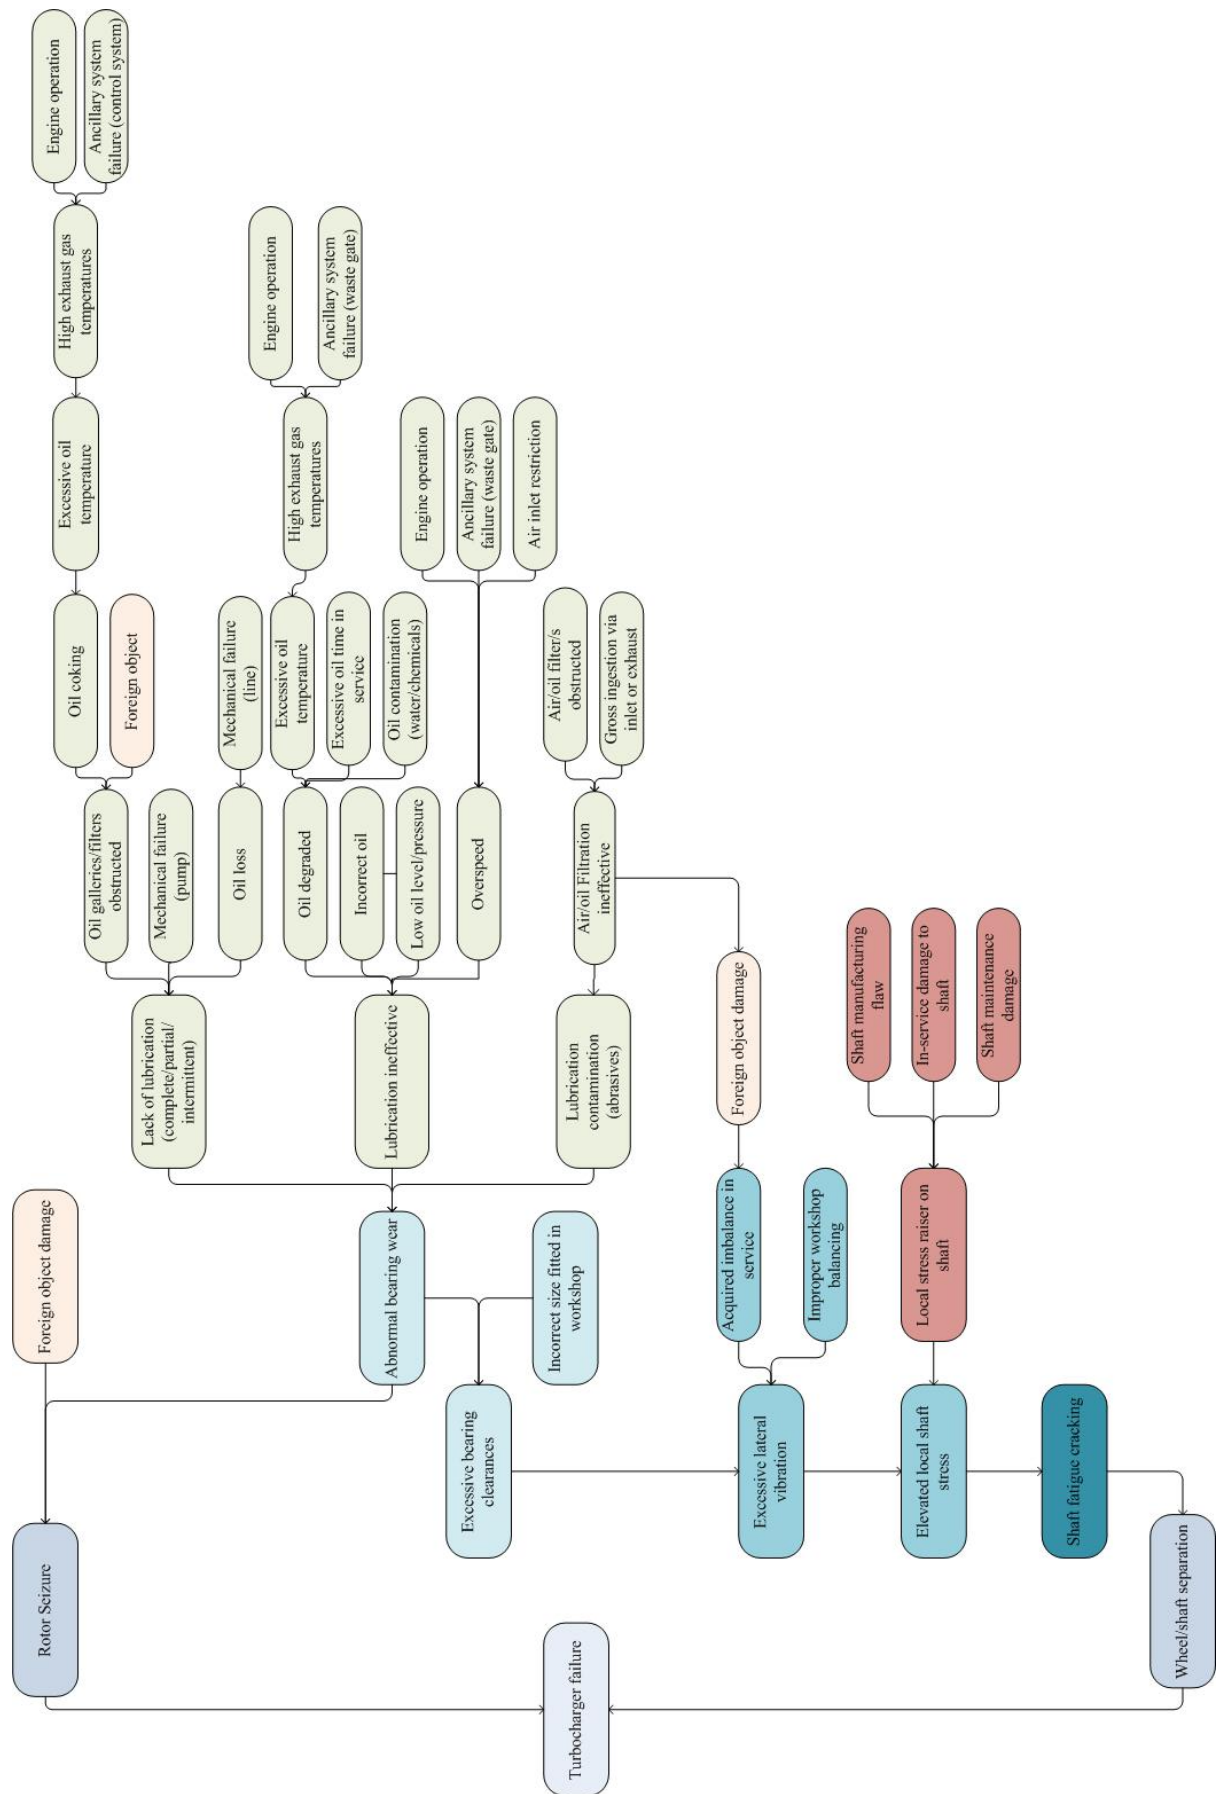 Turbocharger failure
Rotor Seizure
Wheel/shaft separation
Foreign object damage
Abnormal bearing wear
Excessive bearing
clearances
Incorrect size fitted in
workshop
Excessive lateral
vibration
Elevated local shaft
stress
Shaft fatigue cracking
Acquired imbalance in
service
Improper workshop
balancing
Local stress raiser on
shaft
Foreign object damage
Shaft manufacturing
flaw
In-service damage to
shaft
Shaft maintenance
damage
Lack of lubrication
(complete/partial/
intermittent)
Lubrication ineffective
Lubrication
contamination
(abrasives)
Oil galleries/filters
obstructed
Mechanical failure
(pump)
Oil loss
Oil degraded
Incorrect oil
Low oil level/pressure
Overspeed
Air/oil Filtration
ineffective
Oil coking
Foreign object
Mechanical failure
(line)
Excessive oil
temperature
Excessive oil time in
service
Oil contamination
(water/chemicals)
Air/oil filter/s
obstructed
Gross ingestion via
inlet or exhaust
Excessive oil
temperature
High exhaust gas
temperatures
Engine operation
Ancillary system
failure (waste gate)
Air inlet restriction
High exhaust gas
temperatures
Engine operation
Ancillary system
failure (waste gate)
Engine operation
Ancillary system
failure (control system)